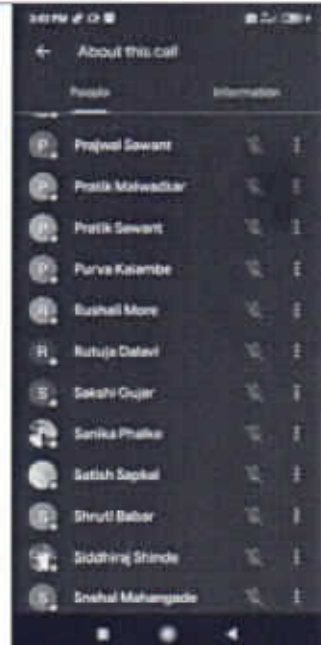 About this call
People Information
P Prajwal Sawant
P Pratik Malwadkar
P Pratik Sawant
P Purva Kalambe
Rushali More
R Rutuja Dalavi
S Sakshi Gujar
Sanika Phalke
Satish Sapkal
S Shruti Babar
Siddhiraj Shinde
S Snehal Mahangade